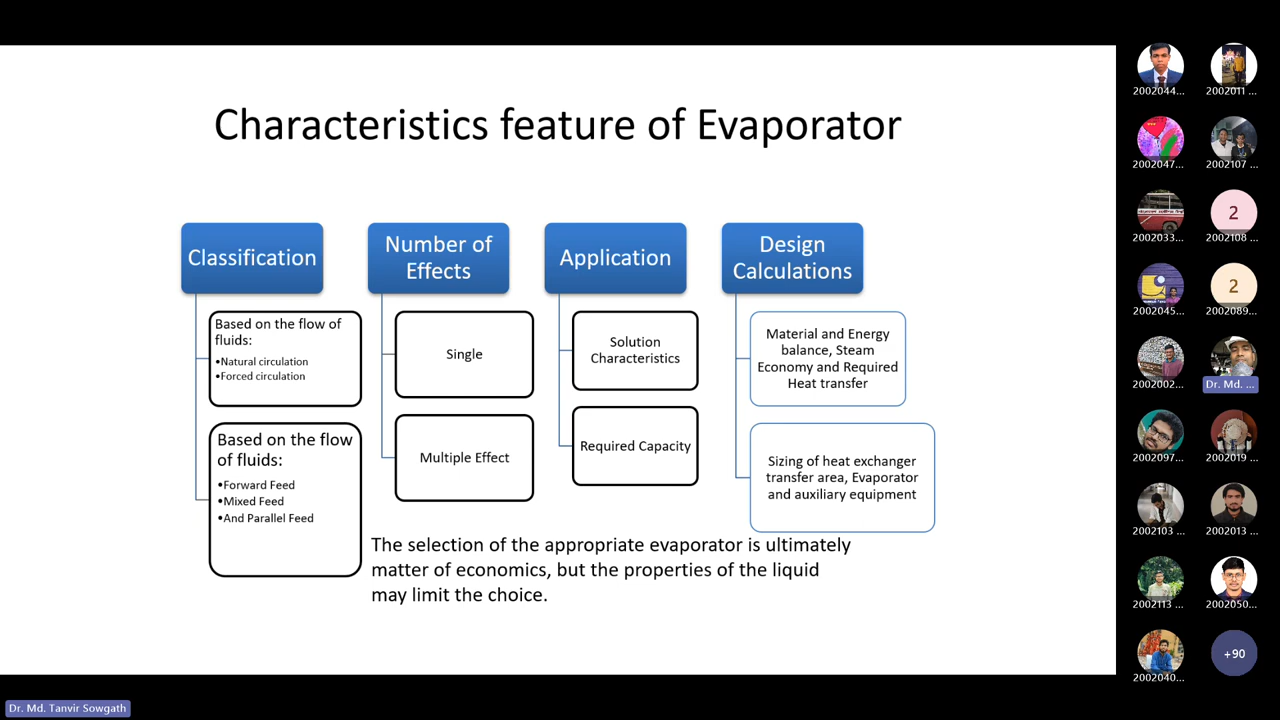 Characteristics feature of Evaporator
Classification
Based on the flow of
fluids:
•Natural circulation
•Forced circulation
Based on the flow
of fluids:
•Forward Feed
•Mixed Feed
•And Parallel Feed
Number of
Effects
Single
Multiple Effect
Application
Solution
Characteristics
Required Capacity
Design
Calculations
Material and Energy
balance, Steam
Economy and Required
Heat transfer
Sizing of heat exchanger
transfer area, Evaporator
and auxiliary equipment
The selection of the appropriate evaporator is ultimately
matter of economics, but the properties of the liquid
may limit the choice.
2002044...
2002011 ...
2002047...
2002107 ...
2002033...
2
2002108 ...
2002045...
2
2002089...
2002002...
Dr. Md. ...
2002097...
2002019 ...
2002103 ...
2002013 ...
2002113 ...
2002050...
2002040...
+90
Dr. Md. Tanvir Sowgath